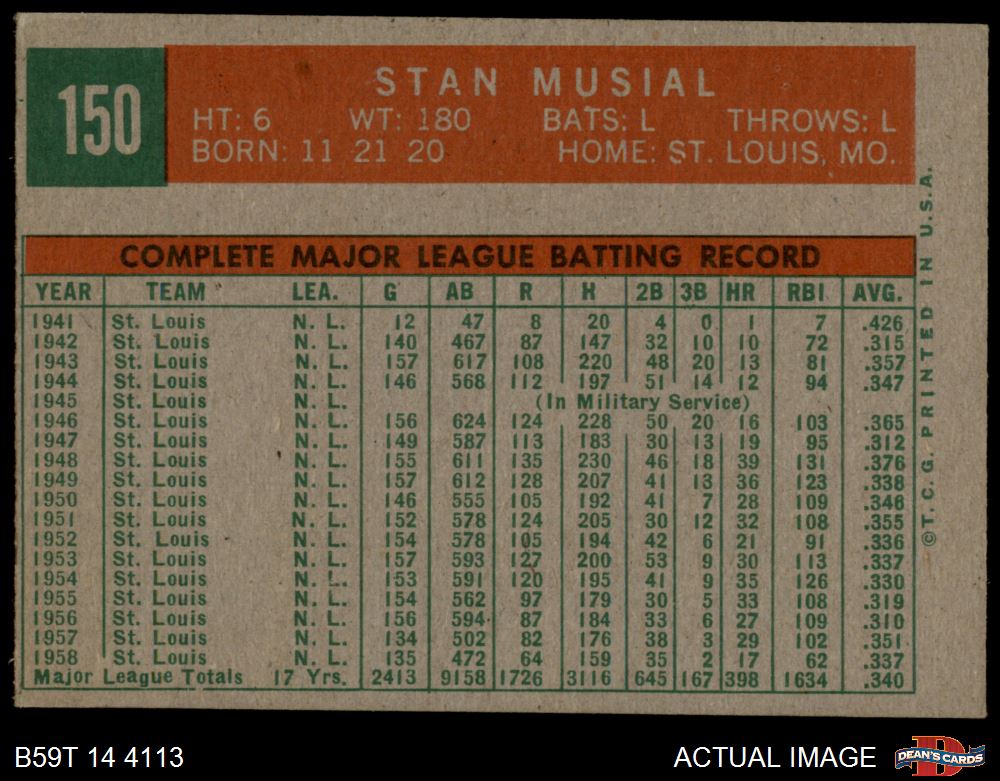 150
STAN MUSIAL
HT: 6 WT: 180 BATS: L THROWS: L
BORN: 11 21 20 HOME: ST. LOUIS, MO.
COMPLETE MAJOR LEAGUE BATTING RECORD
YEAR TEAM LEA. G AB R H 2B 3B HR RBI AVG.
1941 St. Louis N. L. 12 47 8 20 4 0 1 7 .426
1942 St. Louis N. L. 140 467 87 147 32 10 10 72 .315
1943 St. Louis N. L. 157 617 108 220 48 20 13 81 .357
1944 St. Louis N. L. 146 568 112 197 51 14 12 94 .347
1945 St. Louis N. L. (In Military Service)
1946 St. Louis N. L. 156 624 124 228 50 20 16 103 .365
1947 St. Louis N. L. 149 587 113 183 30 13 19 95 .312
1948 St. Louis N. L. 155 611 135 230 46 18 39 131 .376
1949 St. Louis N. L. 157 612 128 207 41 13 36 123 .338
1950 St. Louis N. L. 146 555 105 192 41 7 28 109 .346
1951 St. Louis N. L. 152 578 124 205 30 12 32 108 .355
1952 St. Louis N. L. 154 578 105 194 42 6 21 91 .336
1953 St. Louis N. L. 157 593 127 200 53 9 30 113 .337
1954 St. Louis N. L. 153 591 120 195 41 9 35 126 .330
1955 St. Louis N. L. 154 562 97 179 30 5 33 108 .319
1956 St. Louis N. L. 156 594 87 184 33 6 27 109 .310
1957 St. Louis N. L. 134 502 82 176 38 3 29 102 .351
1958 St. Louis N. L. 135 472 64 159 35 2 17 62 .337
Major League Totals 17 Yrs. 2413 9158 1726 3116 645 167 398 1634 .340
©T. C. G. PRINTED IN U.S.A.
B59T 14 4113
ACTUAL IMAGE
D
DEAN'S CARDS